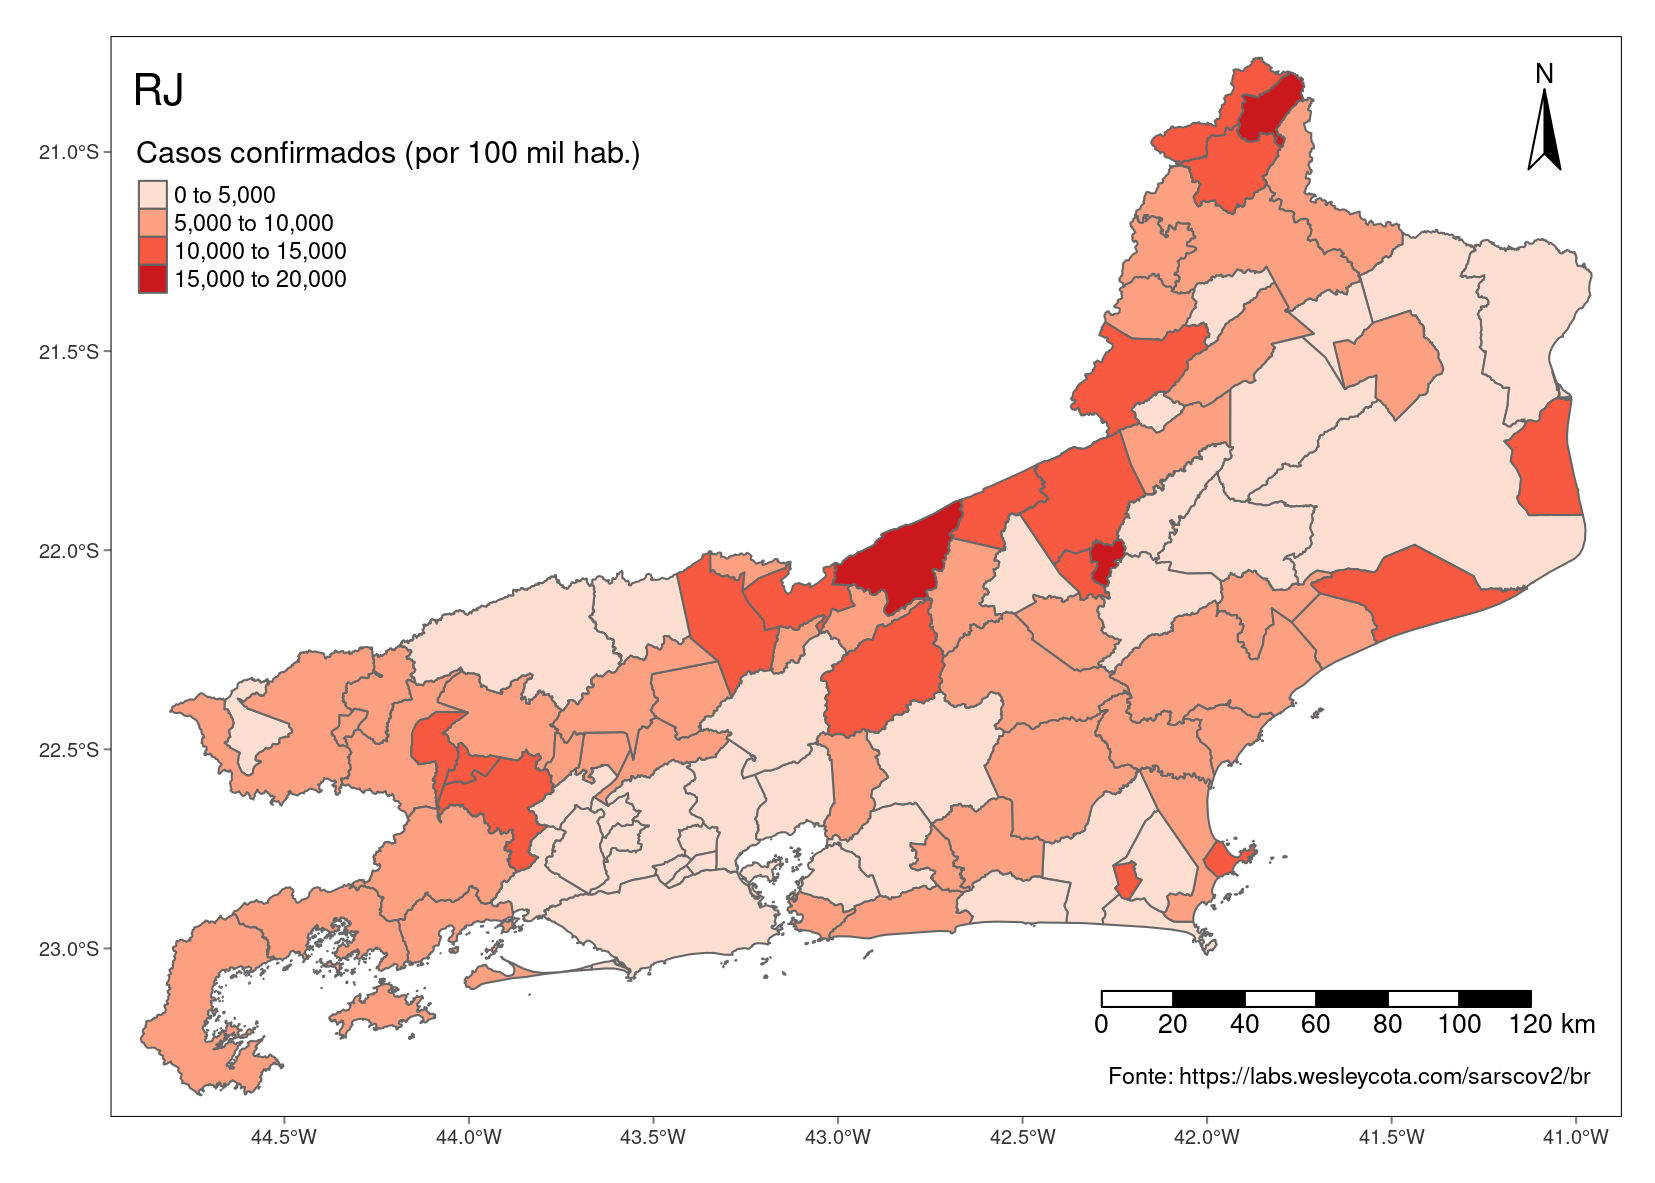 RJ
Casos confirmados (por 100 mil hab.)
0 to 5,000
5,000 to 10,000
10,000 to 15,000
15,000 to 20,000
N
21.0°S
21.5°S
22.0°S
22.5°S
23.0°S
0 20 40 60 80 100 120 km
Fonte: https://labs.wesleycota.com/sarscov2/br
44.5°W 44.0°W 43.5°W 43.0°W 42.5°W 42.0°W 41.5°W 41.0°W